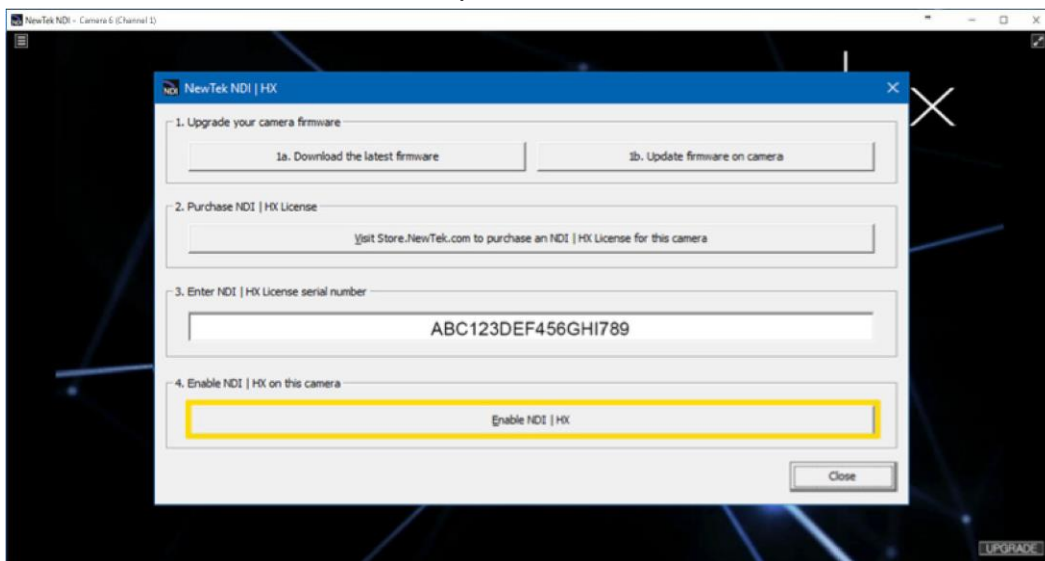 NewTek NDI - Camera 6 (Channel 1)
NewTek NDI | HX
1. Upgrade your camera firmware
1a. Download the latest firmware
1b. Update firmware on camera
2. Purchase NDI | HX License
Visit Store.NewTek.com to purchase an NDI | HX License for this camera
3. Enter NDI | HX License serial number
ABC123DEF456GHI789
4. Enable NDI | HX on this camera
Enable NDI | HX
Close
UPGRADE